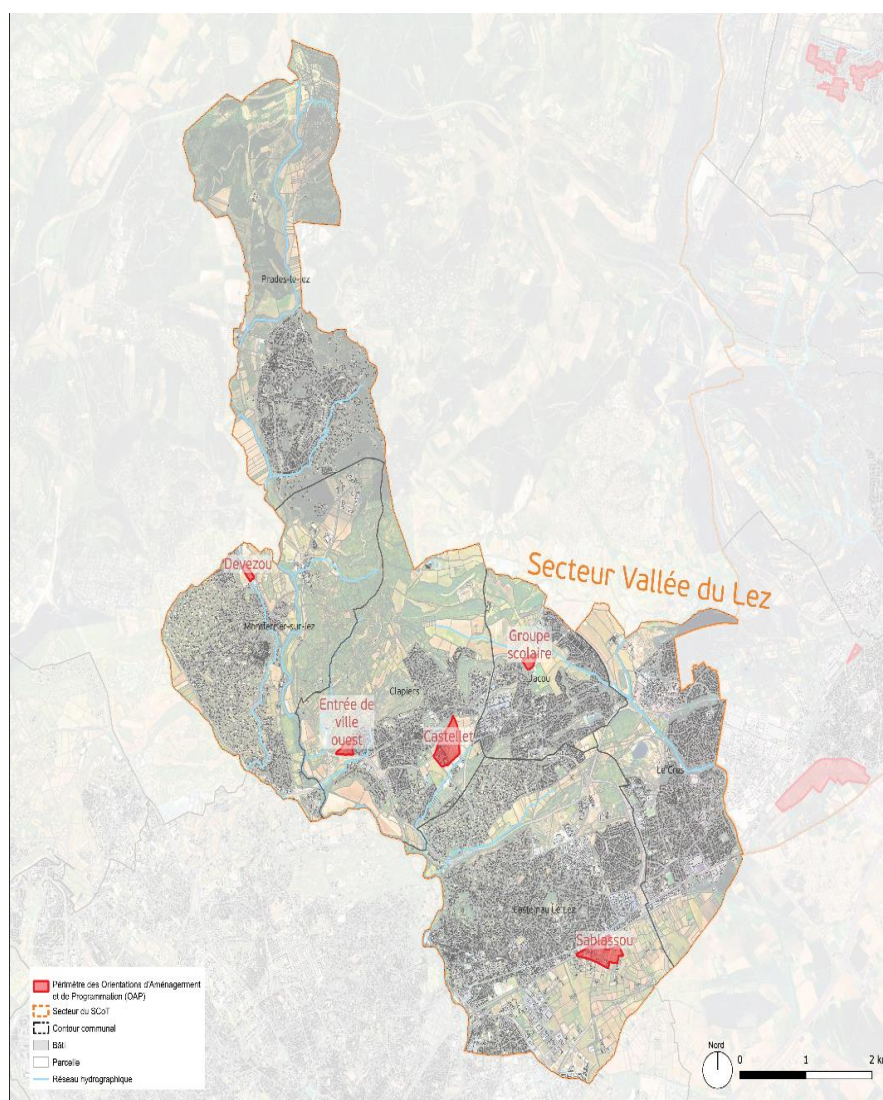 Prades-le-lez
Secteur Vallée du Lez
Devezou
Montferrier-sur-lez
Groupe
scolaire
Jacou
Clapiers
Entrée de
ville
ouest
Castellet
Le Crès
Castelnau Le Lez
Sablassou
Périmètre des Orientations d'Aménagement
et de Programmation (OAP)
Secteur du SCoT
Contour communal
Bâti
Parcelle
Réseau hydrographique
Nord
0 1 2 km